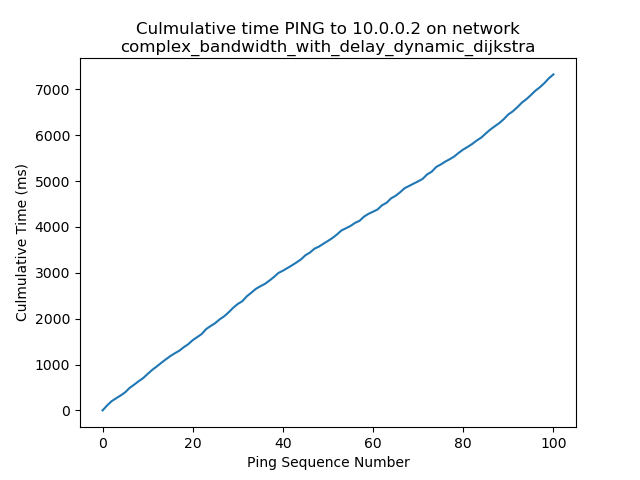 Culmulative time PING to 10.0.0.2 on network
complex_bandwidth_with_delay_dynamic_dijkstra
7000
6000
5000
4000
3000
2000
1000
0
Culmulative Time (ms)
0 20 40 60 80 100
Ping Sequence Number